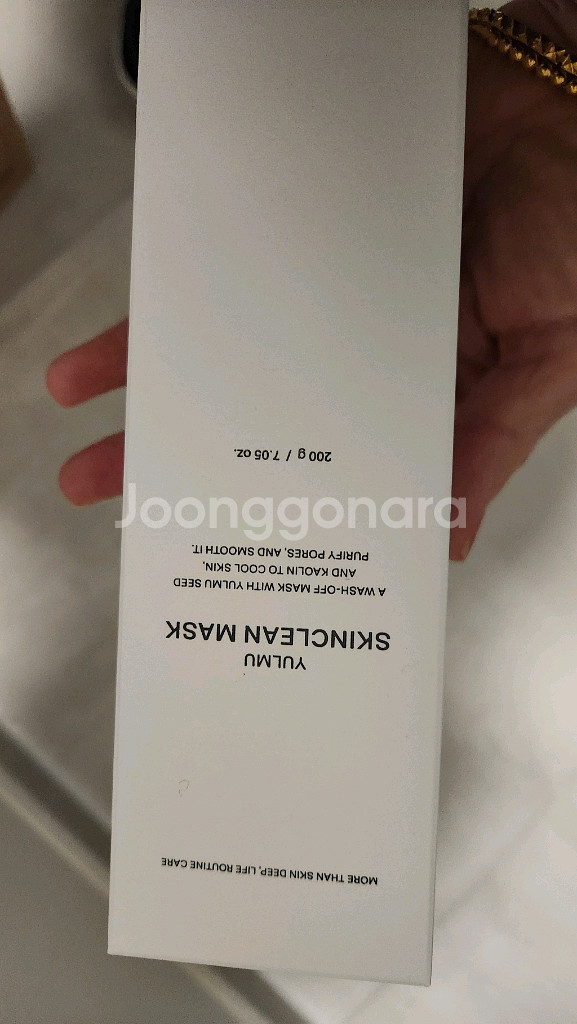 MORE THAN SKIN DEEP, LIFE ROUTINE CARE
YULMU
SKINCLEAN MASK
A WASH-OFF MASK WITH YULMU SEED
AND KAOLIN TO COOL SKIN,
PURIFY PORES, AND SMOOTH IT.
200 g / 7.05 oz.
Joonggonara